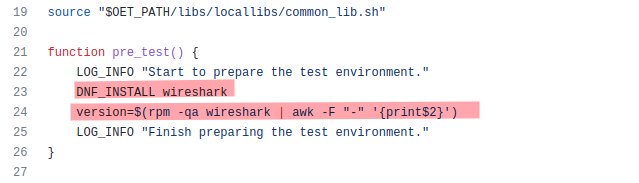 19 source "$OET_PATH/libs/locallibs/common_lib.sh"
20
21 function pre_test() {
22 LOG_INFO "Start to prepare the test environment."
23 DNF_INSTALL wireshark
24 version=$(rpm -qa wireshark | awk -F "-" '{print$2}')
25 LOG_INFO "Finish preparing the test environment."
26 }
27